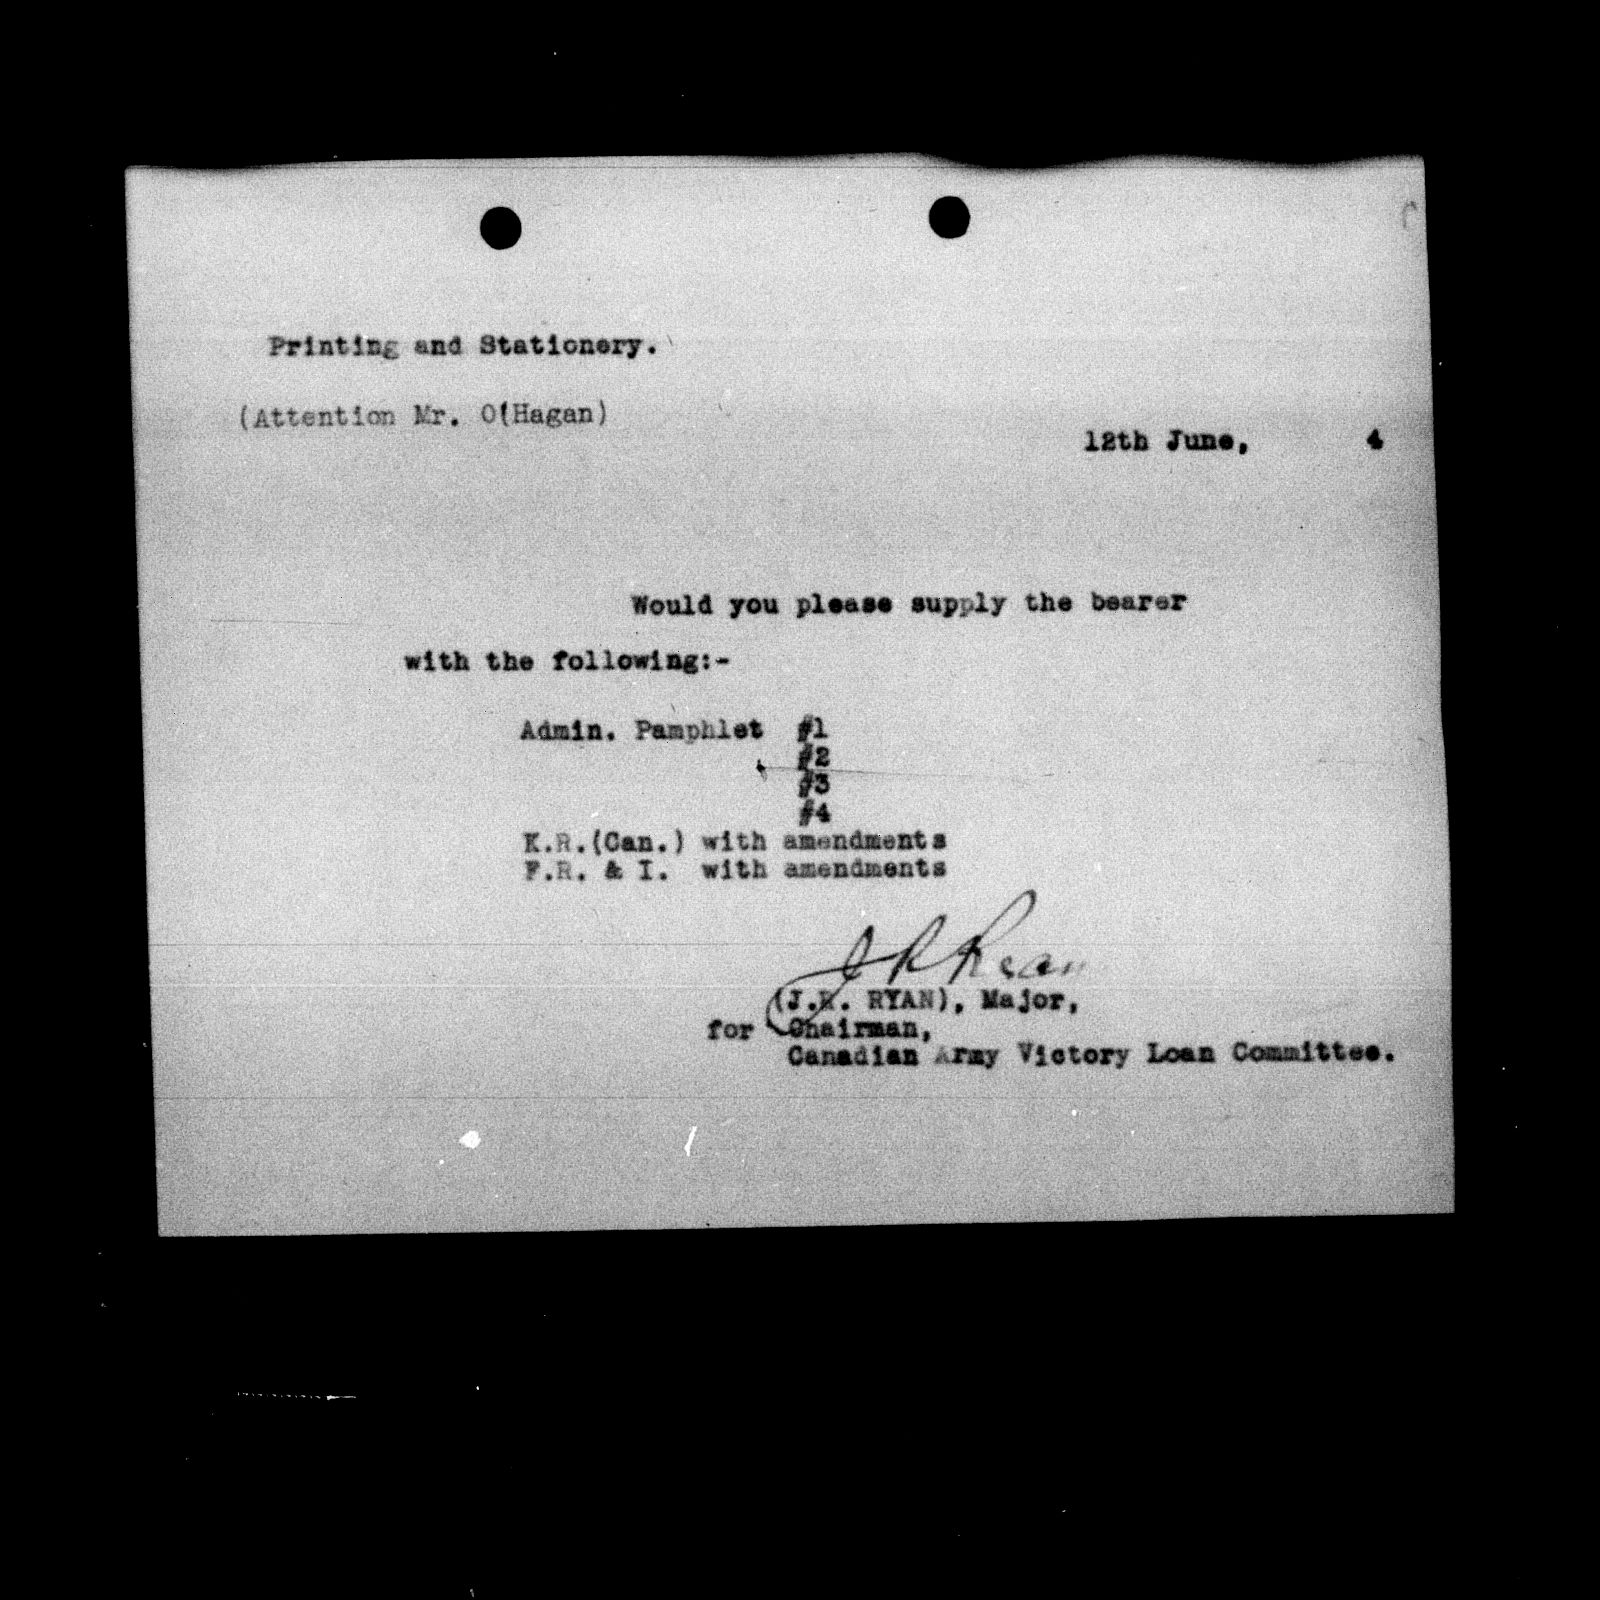 Printing and Stationery.
(Attention Mr. O'Hagan)
12th June, 4
Would you please supply the bearer
with the following:-
Admin. Pamphlet #1
#2
#3
#4
K.R.(Can.) with amendments
F.R. & I. with amendments
J R Ryan
(J.R. RYAN), Major,
for Chairman,
Canadian Army Victory Loan Committee.